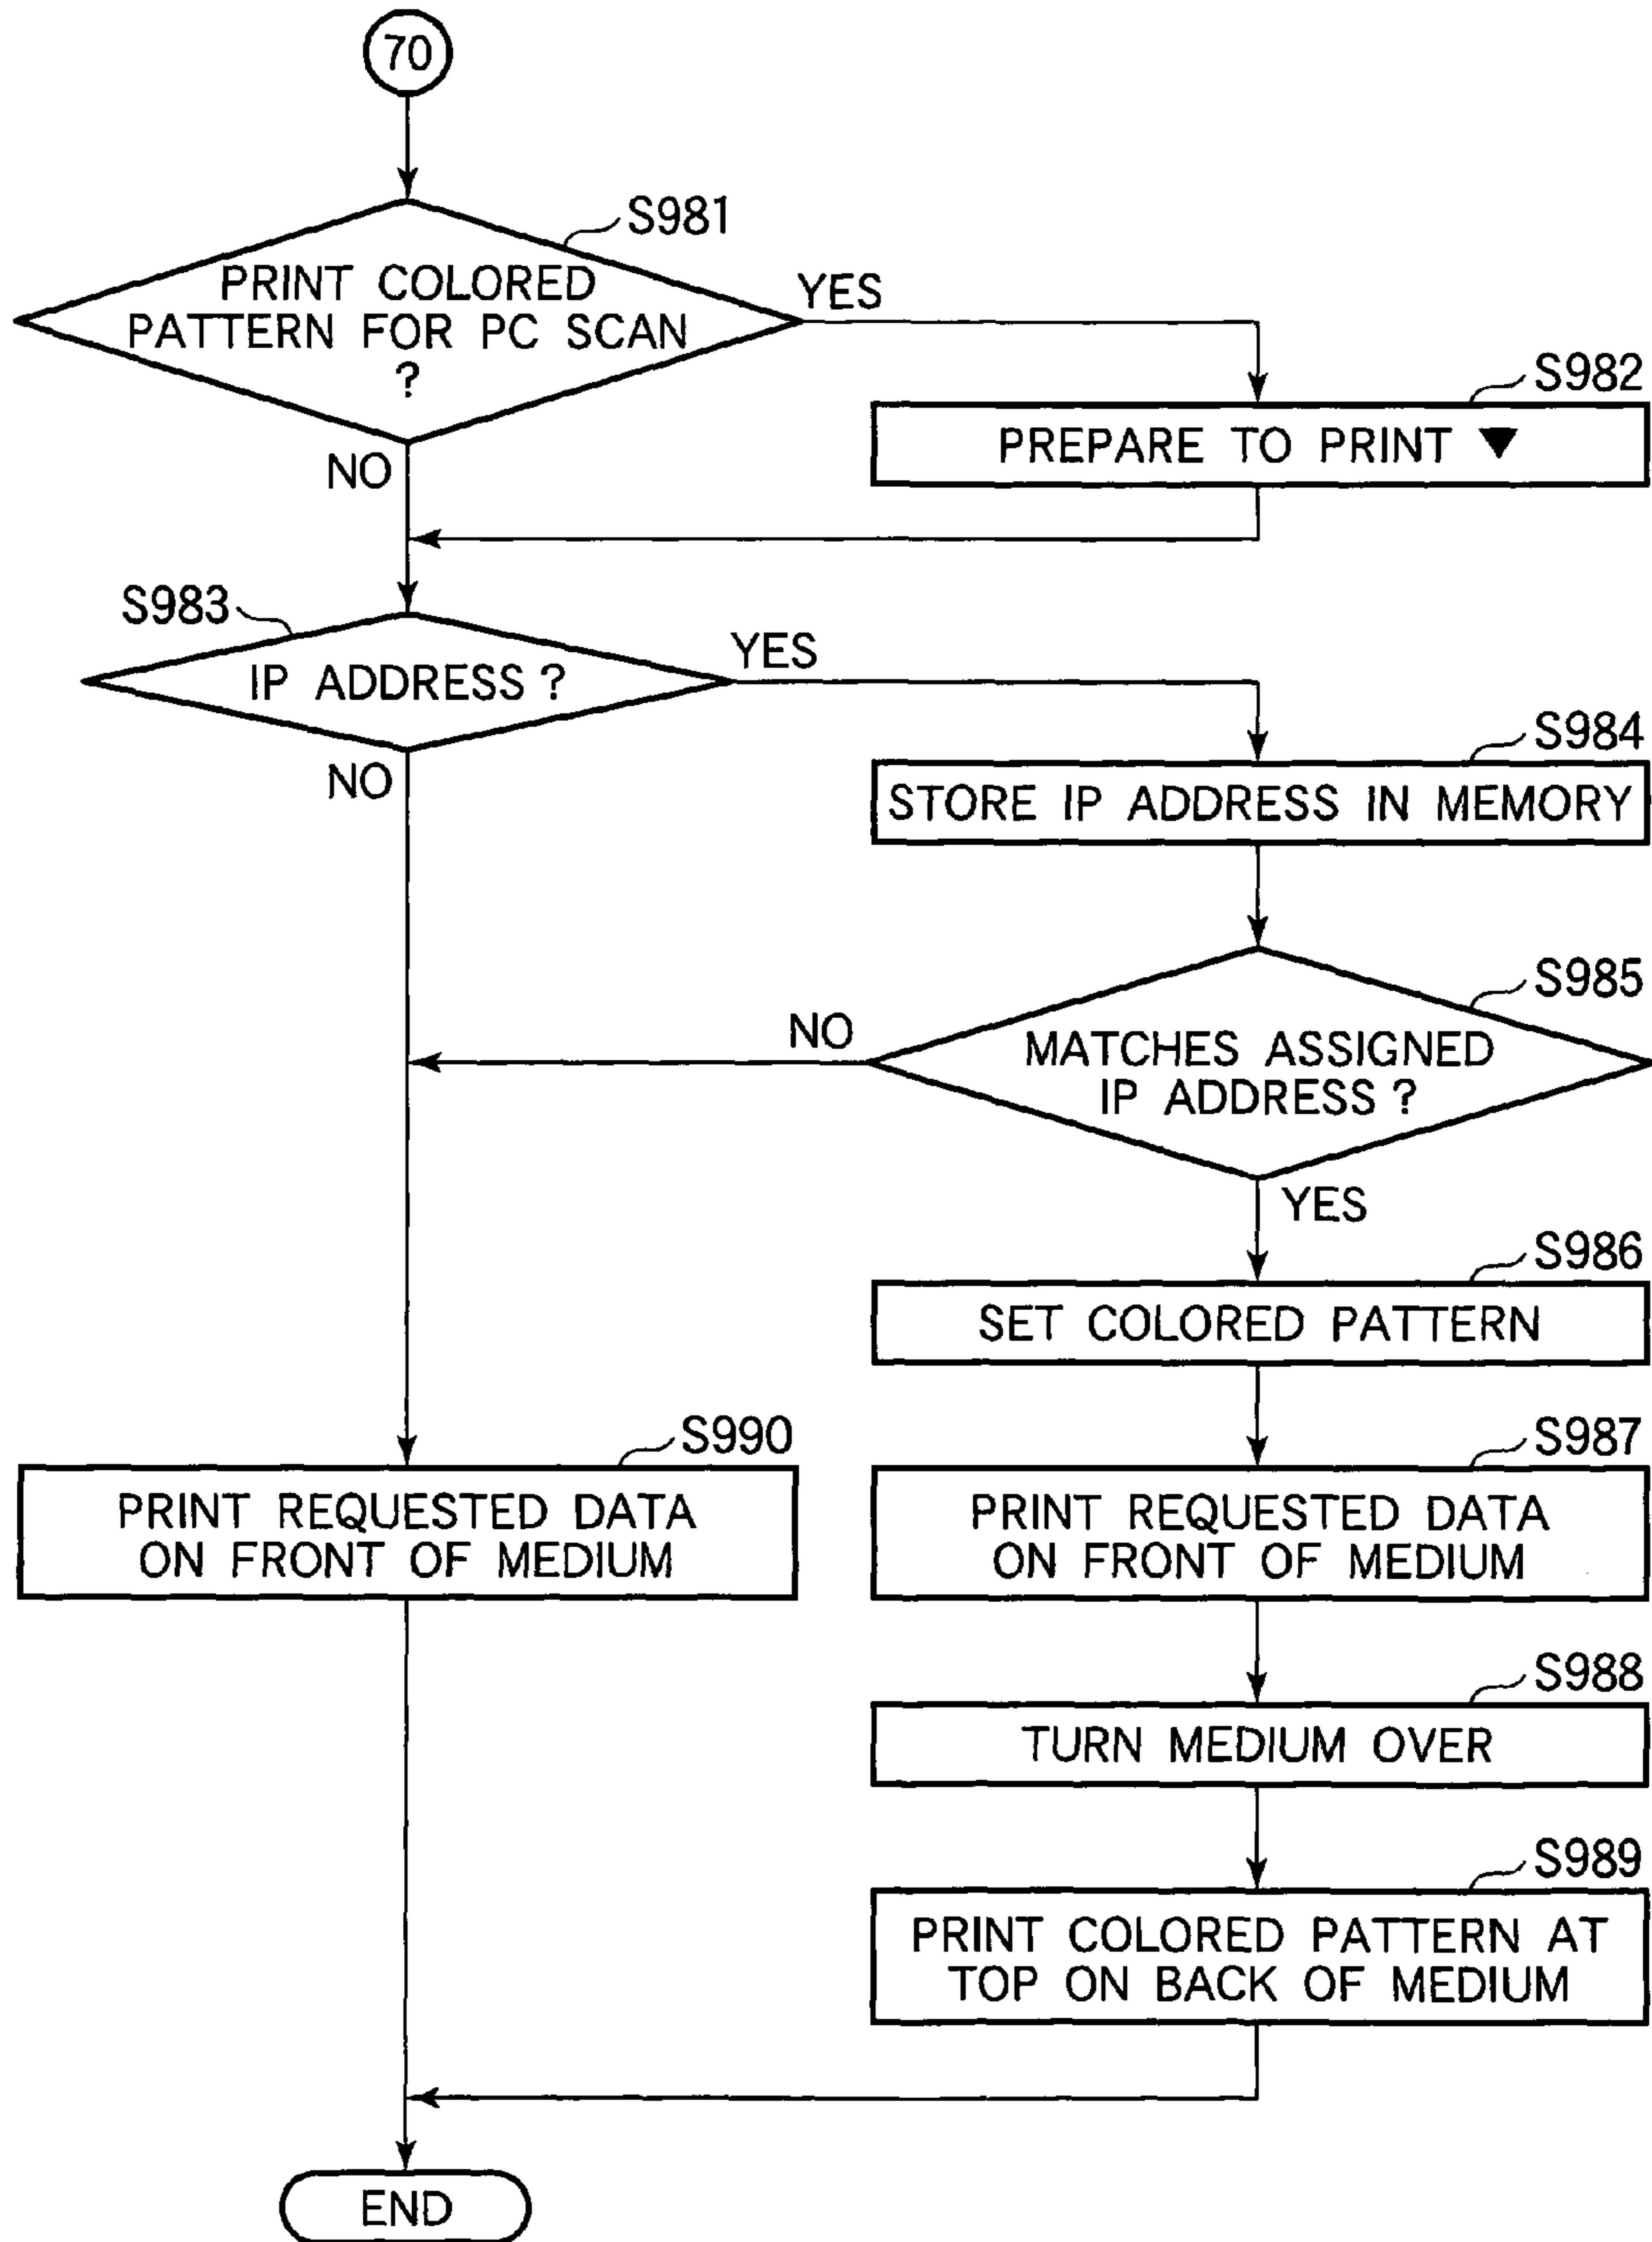 70
S981
PRINT COLORED
PATTERN FOR PC SCAN
?
YES
NO
S982
PREPARE TO PRINT ▼
S983
IP ADDRESS ?
YES
NO
S984
STORE IP ADDRESS IN MEMORY
S985
MATCHES ASSIGNED
IP ADDRESS ?
NO
YES
S986
SET COLORED PATTERN
S990
PRINT REQUESTED DATA
ON FRONT OF MEDIUM
S987
PRINT REQUESTED DATA
ON FRONT OF MEDIUM
S988
TURN MEDIUM OVER
S989
PRINT COLORED PATTERN AT
TOP ON BACK OF MEDIUM
END